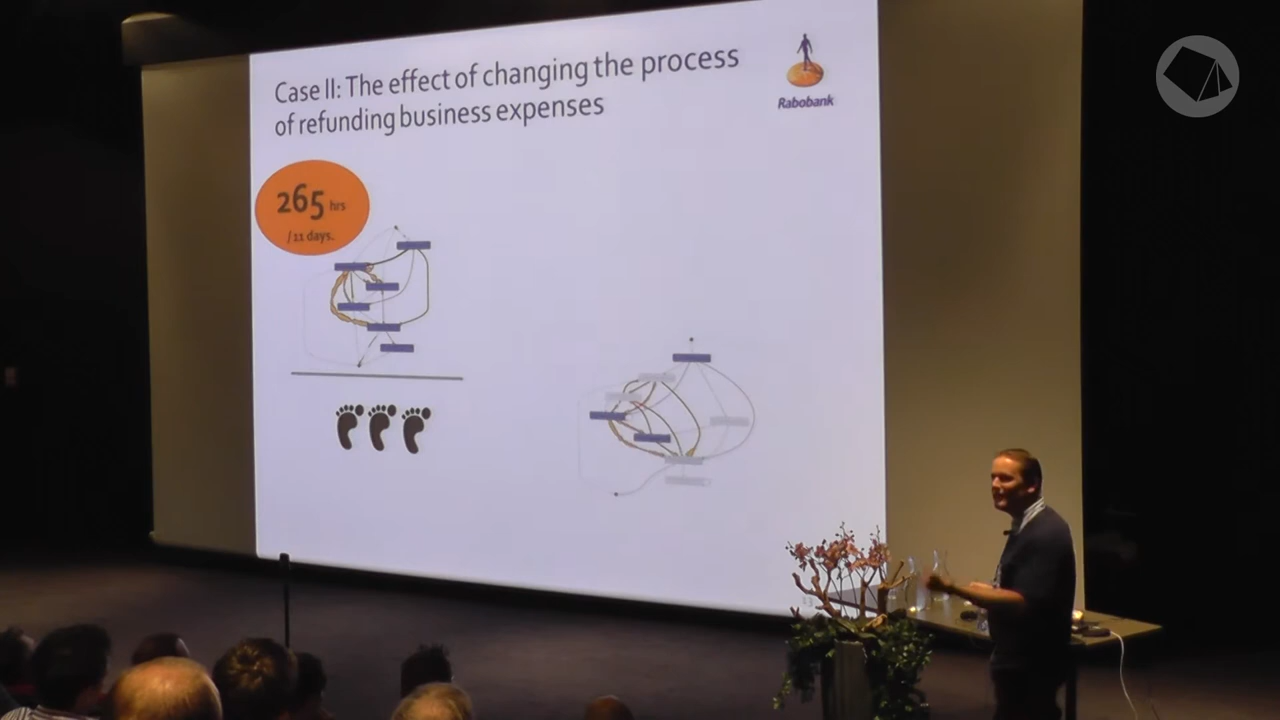 Case II: The effect of changing the process
of refunding business expenses
Rabobank
265 hrs
/11 days.